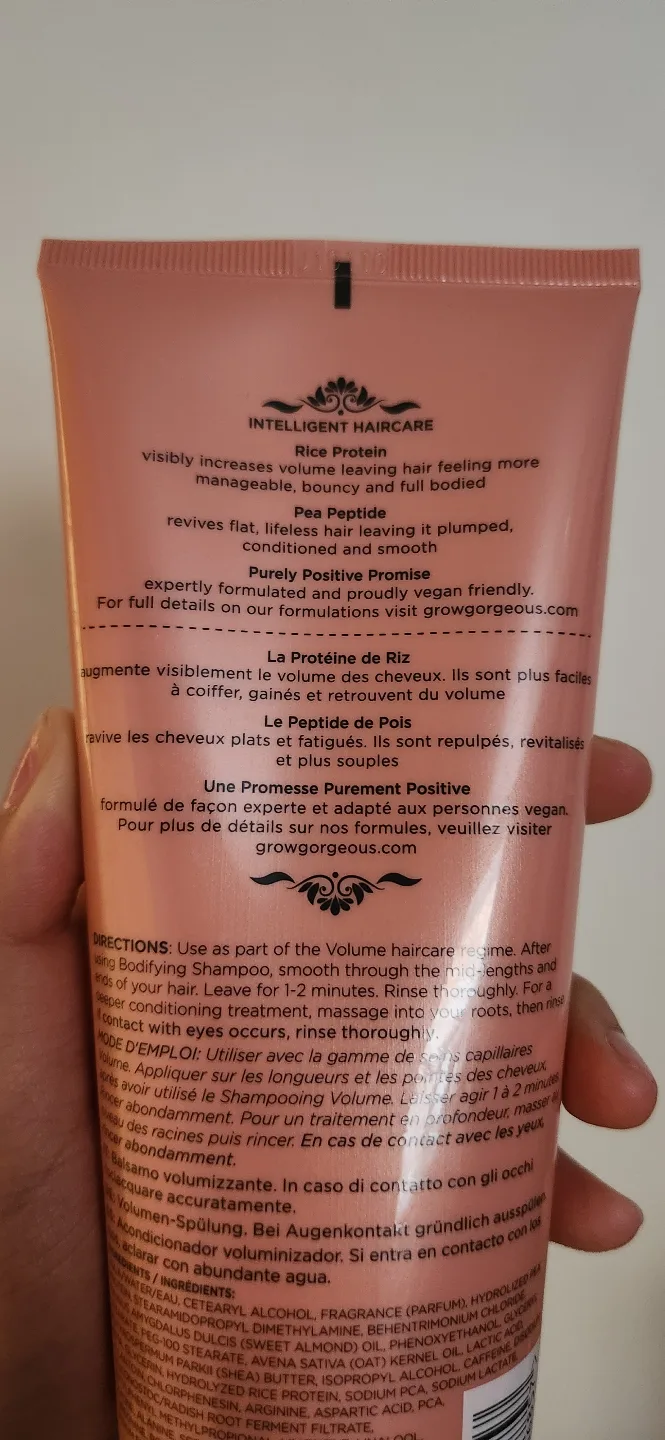 INTELLIGENT HAIRCARE
Rice Protein
visibly increases volume leaving hair feeling more
manageable, bouncy and full bodied
Pea Peptide
revives flat, lifeless hair leaving it plumped,
conditioned and smooth
Purely Positive Promise
expertly formulated and proudly vegan friendly.
For full details on our formulations visit growgorgeous.com
La Protéine de Riz
augmente visiblement le volume des cheveux. Ils sont plus faciles
à coiffer, gainés et retrouvent du volume
Le Peptide de Pois
ravive les cheveux plats et fatigués. Ils sont repulpés, revitalisés
et plus souples
Une Promesse Purement Positive
formulé de façon experte et adapté aux personnes vegan.
Pour plus de détails sur nos formules, veuillez visiter
growgorgeous.com
DIRECTIONS: Use as part of the Volume haircare regime. After
using Bodifying Shampoo, smooth through the mid-lengths and
ends of your hair. Leave for 1-2 minutes. Rinse thoroughly. For a
deeper conditioning treatment, massage into your roots, then rinse
If contact with eyes occurs, rinse thoroughly.
MODE D'EMPLOI: Utiliser avec la gamme de soins capillaires
Volume. Appliquer sur les longueurs et les pointes des cheveux,
après avoir utilisé le Shampooing Volume. Laisser agir 1 à 2 minutes
rincer abondamment. Pour un traitement en profondeur, masser au
niveau des racines puis rincer. En cas de contact avec les yeux,
rincer abondamment.
Balsamo volumizzante. In caso di contatto con gli occhi
sciacquare accuratamente.
Volumen-Spülung. Bei Augenkontakt gründlich ausspülen
Acondicionador voluminizador. Si entra en contacto con los
aclarar con abundante agua.
INGREDIENTS / INGRÉDIENTS:
WATER/EAU, CETEARYL ALCOHOL, FRAGRANCE (PARFUM), HYDROLIZED PEA
STEARAMIDOPROPYL DIMETHYLAMINE, BEHENTRIMONIUM CHLORIDE,
AMYGDALUS DULCIS (SWEET ALMOND) OIL, PHENOXYETHANOL,
PEG-100 STEARATE, AVENA SATIVA (OAT) KERNEL OIL, LACTIC ACID,
PARKII (SHEA) BUTTER, ISOPROPYL ALCOHOL, CAFFEINE,
HYDROLYZED RICE PROTEIN, SODIUM PCA, SODIUM LACTATE,
CHLORPHENESIN, ARGININE, ASPARTIC ACID, PCA,
RADISH ROOT FERMENT FILTRATE,